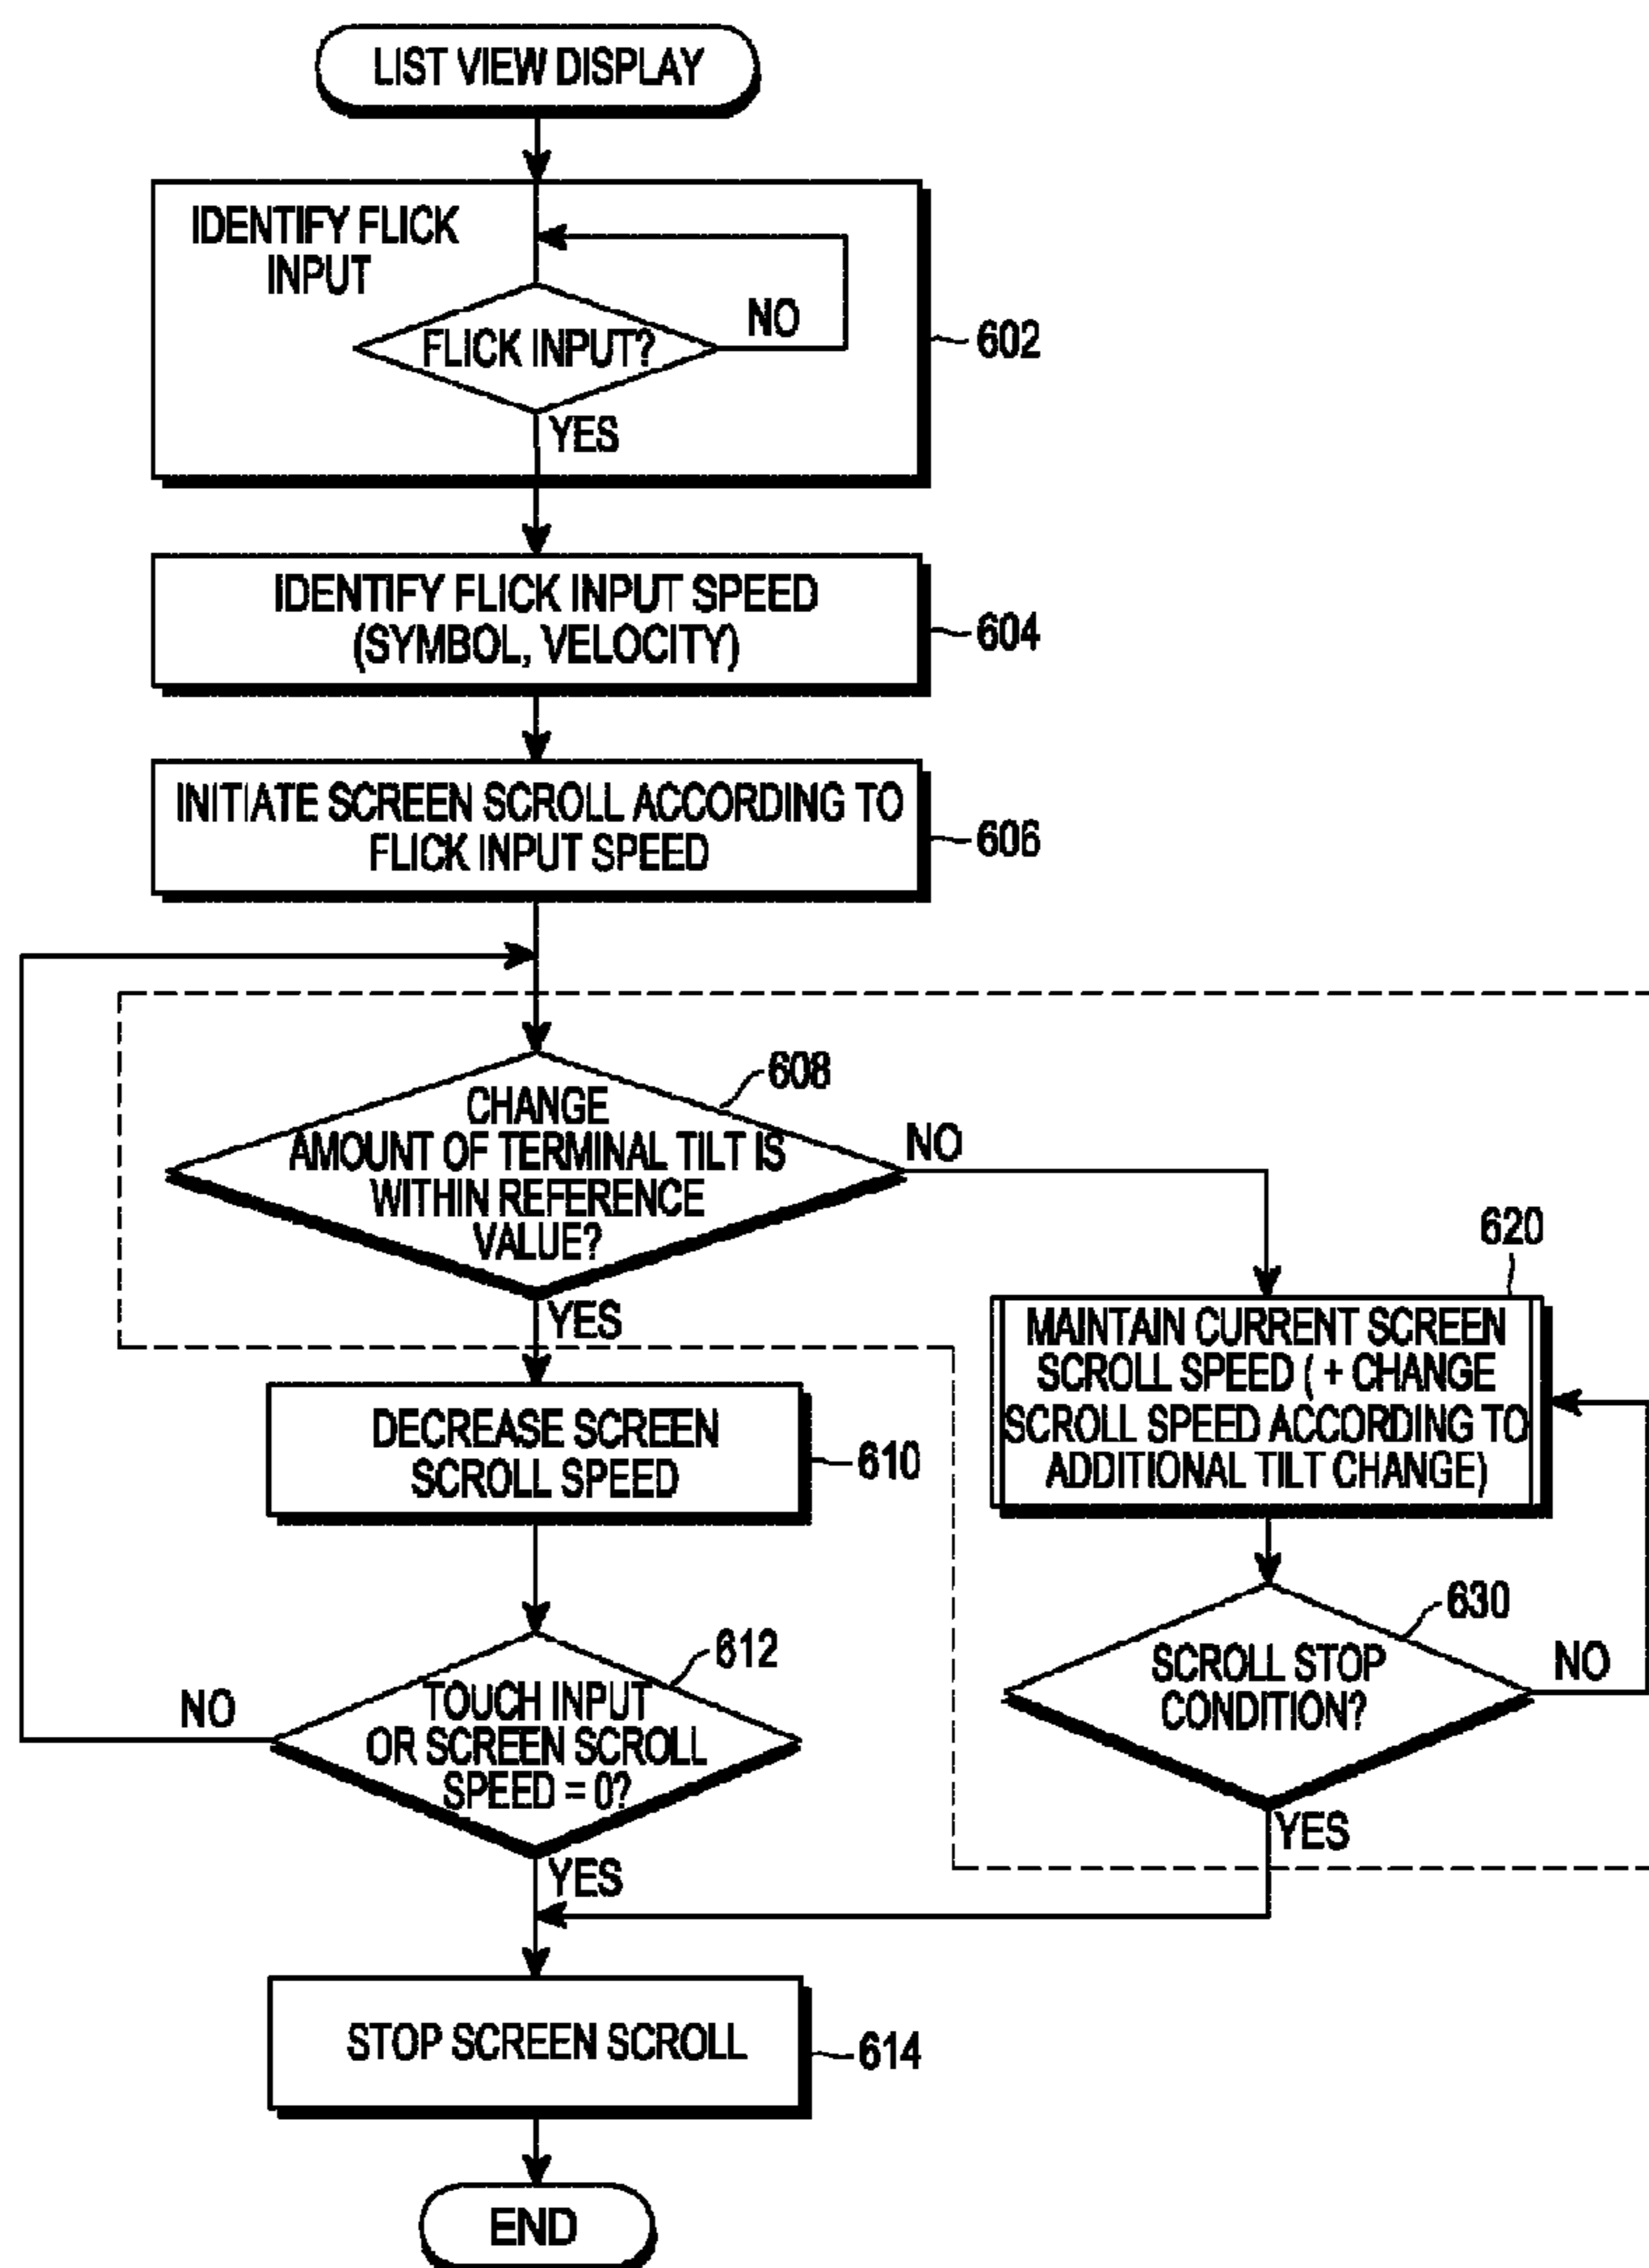 LIST VIEW DISPLAY
IDENTIFY FLICK
INPUT
FLICK INPUT?
NO
YES
602
IDENTIFY FLICK INPUT SPEED
(SYMBOL, VELOCITY)
604
INITIATE SCREEN SCROLL ACCORDING TO
FLICK INPUT SPEED
606
608
CHANGE
AMOUNT OF TERMINAL TILT IS
WITHIN REFERENCE
VALUE?
NO
YES
620
MAINTAIN CURRENT SCREEN
SCROLL SPEED ( + CHANGE
SCROLL SPEED ACCORDING TO
ADDITIONAL TILT CHANGE)
DECREASE SCREEN
SCROLL SPEED
610
630
SCROLL STOP
CONDITION?
NO
YES
612
TOUCH INPUT
OR SCREEN SCROLL
SPEED = 0?
NO
YES
STOP SCREEN SCROLL
614
END